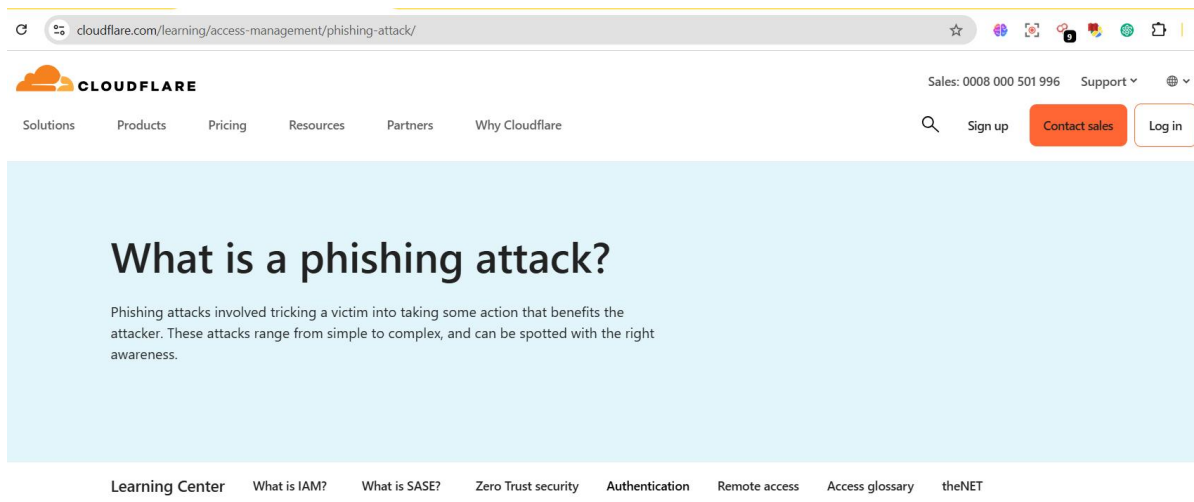 cloudflare.com/learning/access-management/phishing-attack/
9
CLOUDFLARE
Sales: 0008 000 501 996 Support
Solutions Products Pricing Resources Partners Why Cloudflare Sign up Contact sales Log in
What is a phishing attack?
Phishing attacks involved tricking a victim into taking some action that benefits the
attacker. These attacks range from simple to complex, and can be spotted with the right
awareness.
Learning Center What is IAM? What is SASE? Zero Trust security Authentication Remote access Access glossary theNET